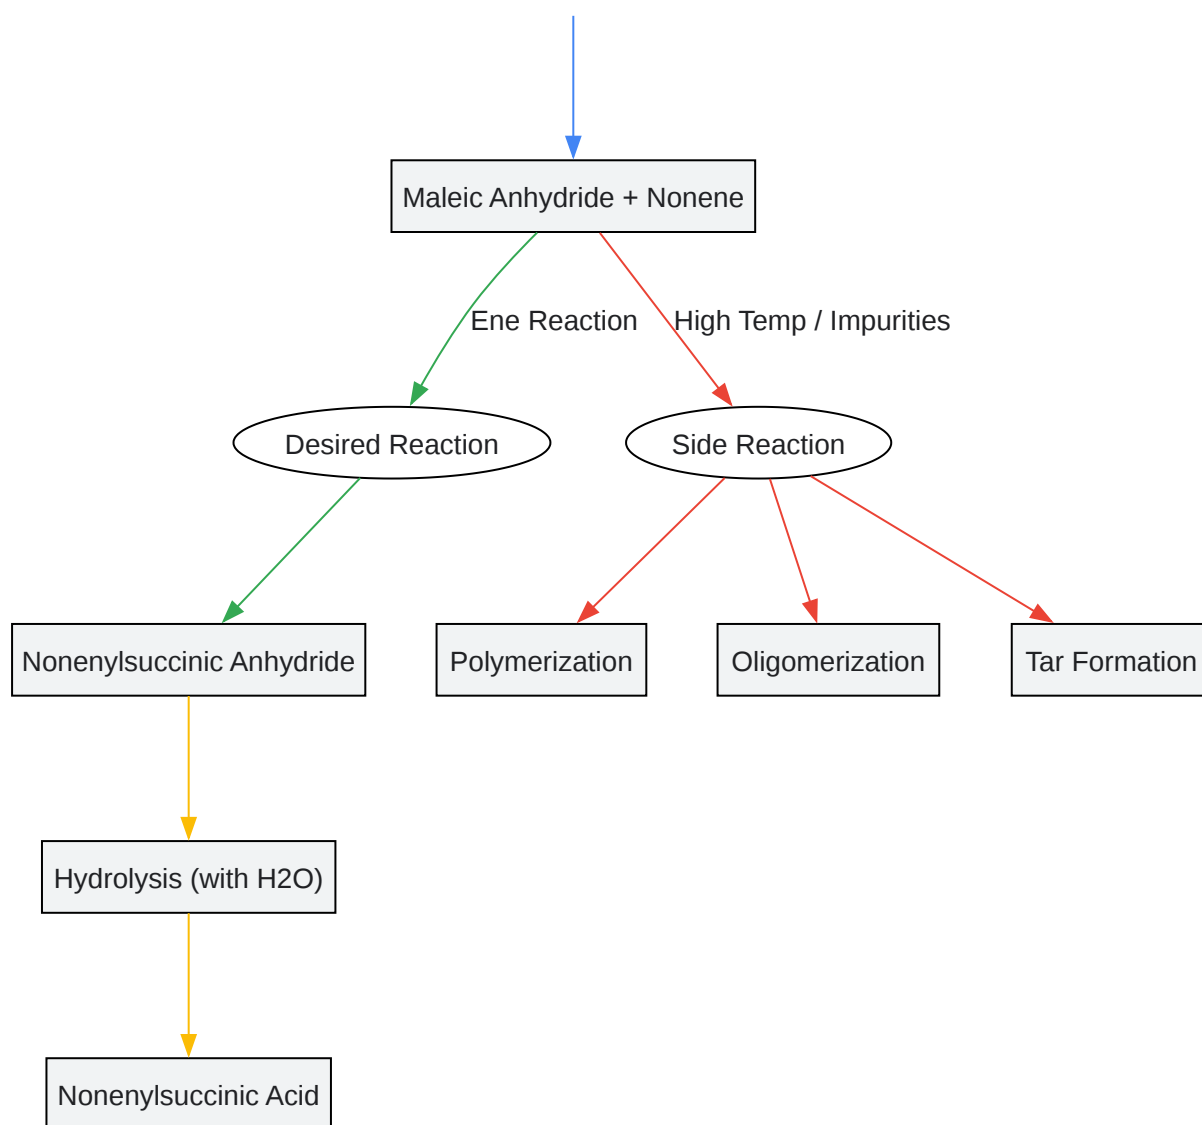 Maleic Anhydride + Nonene
Ene Reaction
High Temp / Impurities
Desired Reaction
Side Reaction
Nonenylsuccinic Anhydride
Polymerization
Oligomerization
Tar Formation
Hydrolysis (with H2O)
Nonenylsuccinic Acid